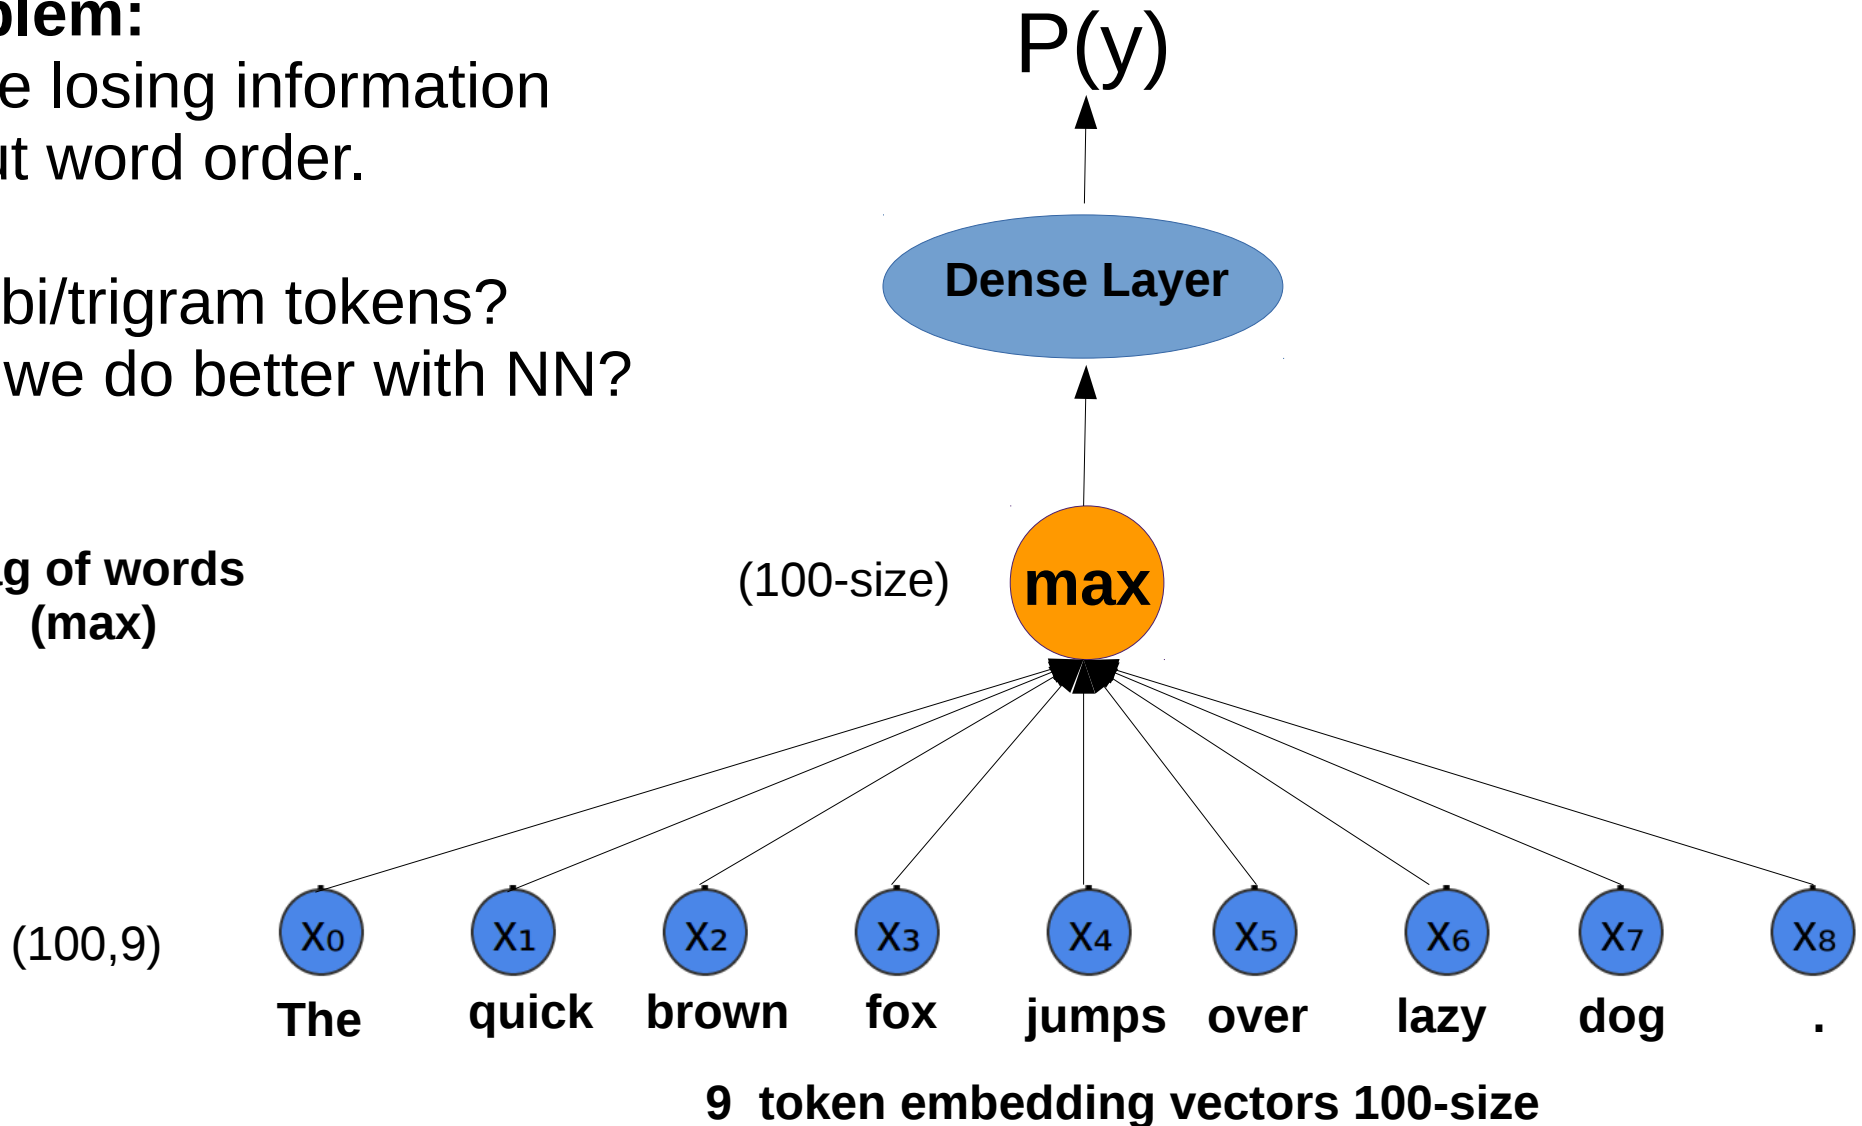 blem:
e losing information
ut word order.
bi/trigram tokens?
we do better with NN?
P(y)
Dense Layer
g of words
(max)
(100-size)
max
(100,9)
X0 X1 X2 X3 X4 X5 X6 X7 X8
The quick brown fox jumps over lazy dog .
9 token embedding vectors 100-size